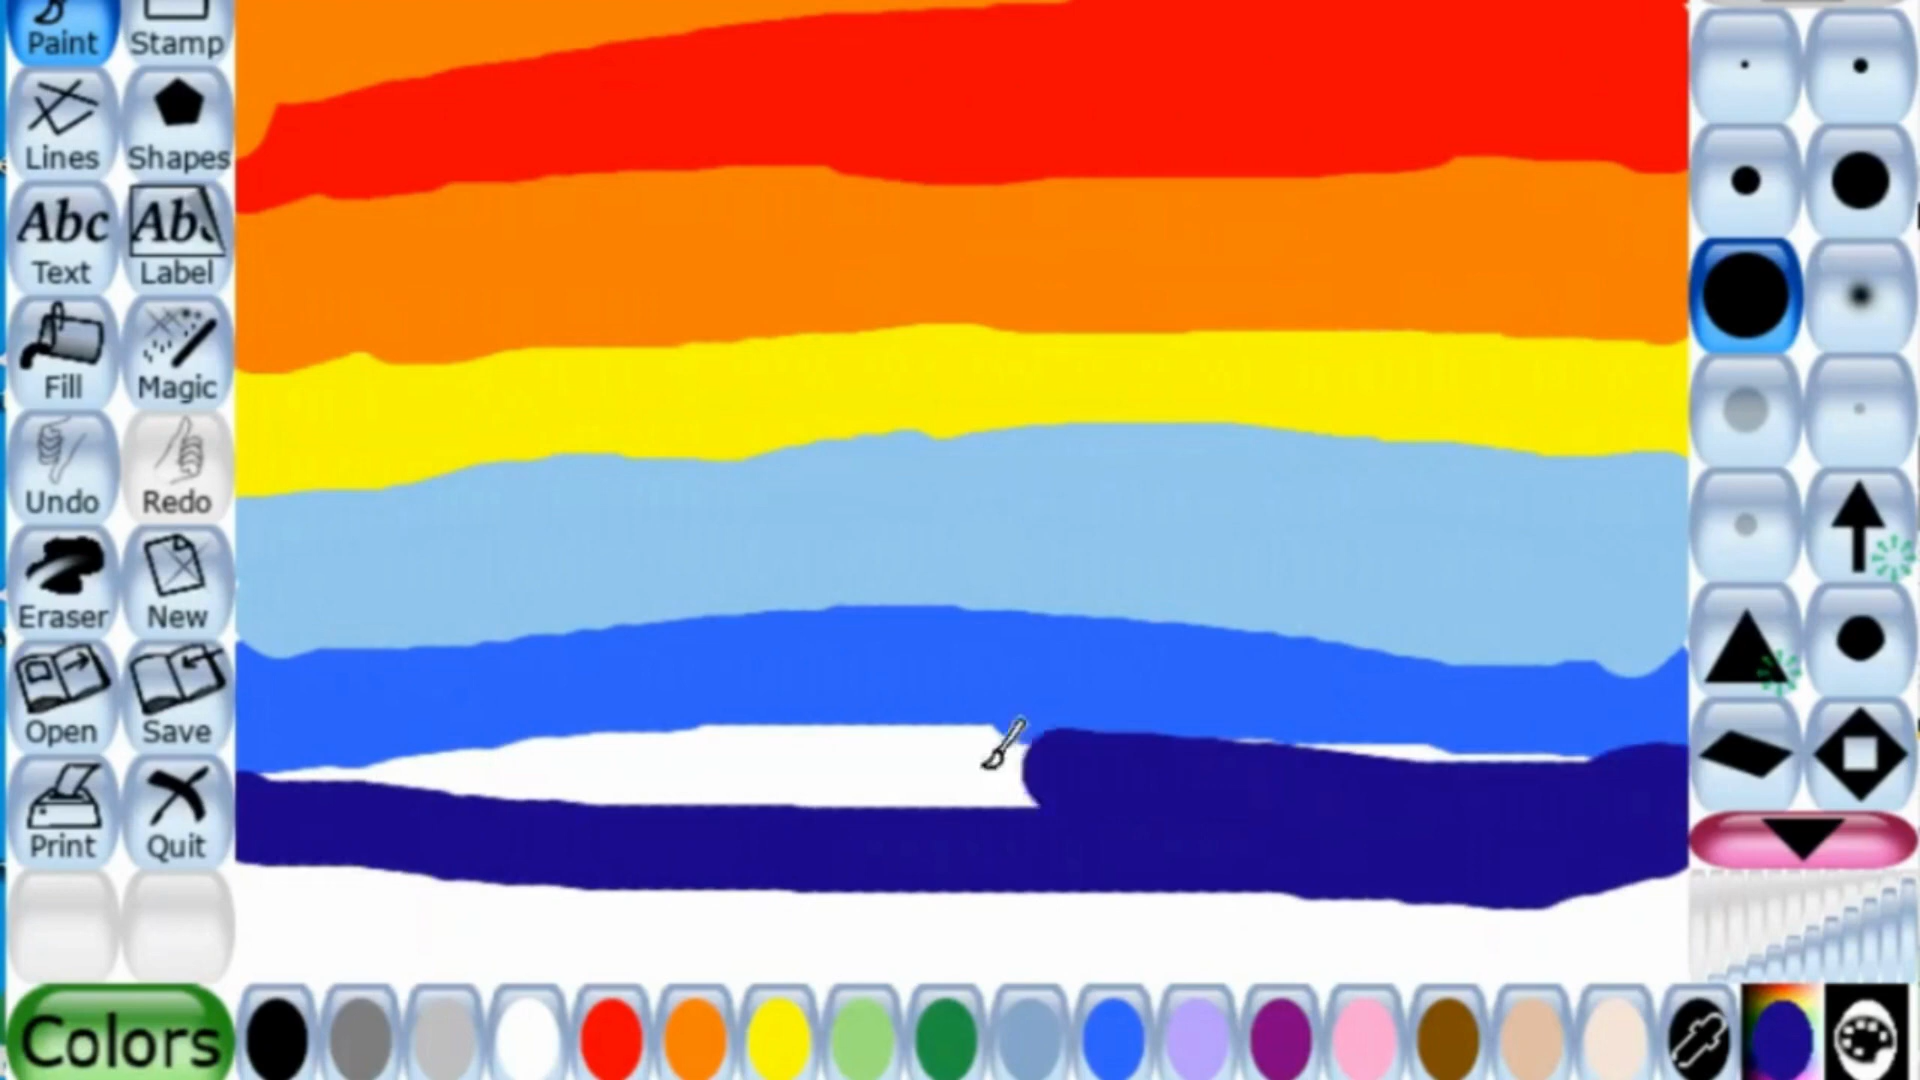 Paint Stamp
Lines Shapes
Abc Abc
Text Label
Fill Magic
Undo Redo
Eraser New
Open Save
Print Quit
Colors